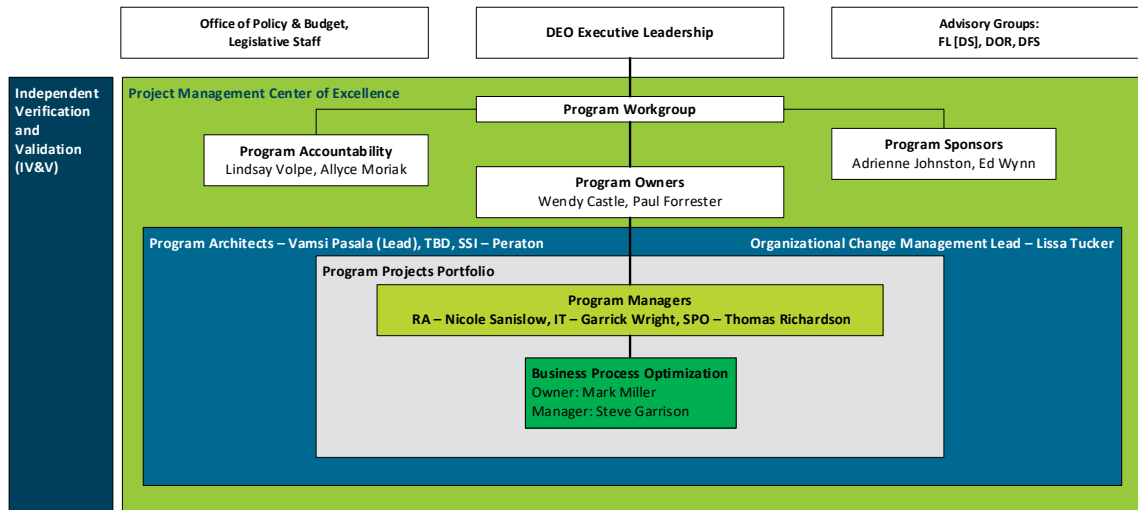 Office of Policy & Budget,
Legislative Staff
DEO Executive Leadership
Advisory Groups:
FL [DS], DOR, DFS
Independent
Verification
and
Validation
(IV&V)
Project Management Center of Excellence
Program Workgroup
Program Accountability
Lindsay Volpe, Allyce Moriak
Program Sponsors
Adrienne Johnston, Ed Wynn
Program Owners
Wendy Castle, Paul Forrester
Program Architects – Vamsi Pasala (Lead), TBD, SSI – Peraton
Organizational Change Management Lead – Lissa Tucker
Program Projects Portfolio
Program Managers
RA – Nicole Sanislow, IT – Garrick Wright, SPO – Thomas Richardson
Business Process Optimization
Owner: Mark Miller
Manager: Steve Garrison